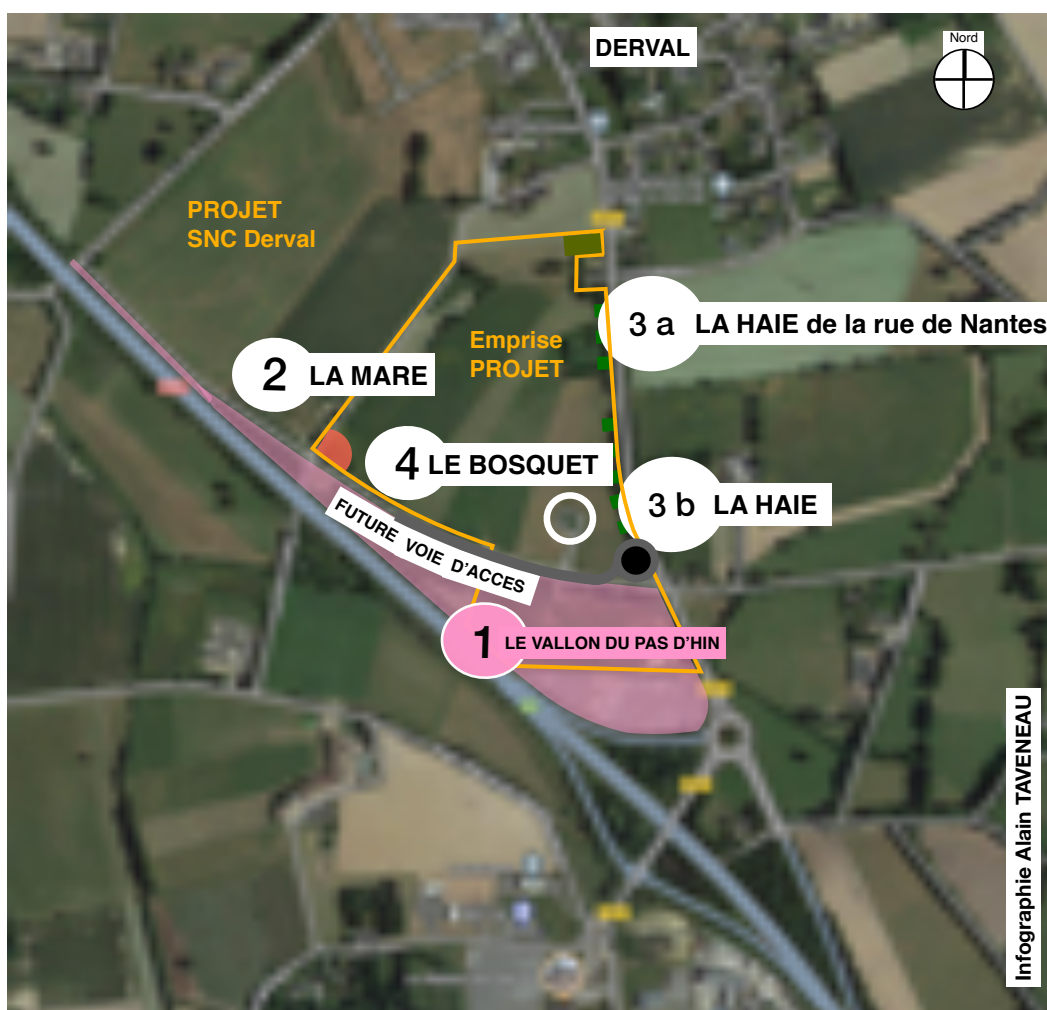 DERVAL
Nord
PROJET
SNC Derval
3 a LA HAIE de la rue de Nantes
Emprise
PROJET
2 LA MARE
4 LE BOSQUET
3 b LA HAIE
FUTURE VOIE D'ACCES
1 LE VALLON DU PAS D'HIN
Infographie Alain TAVENEAU